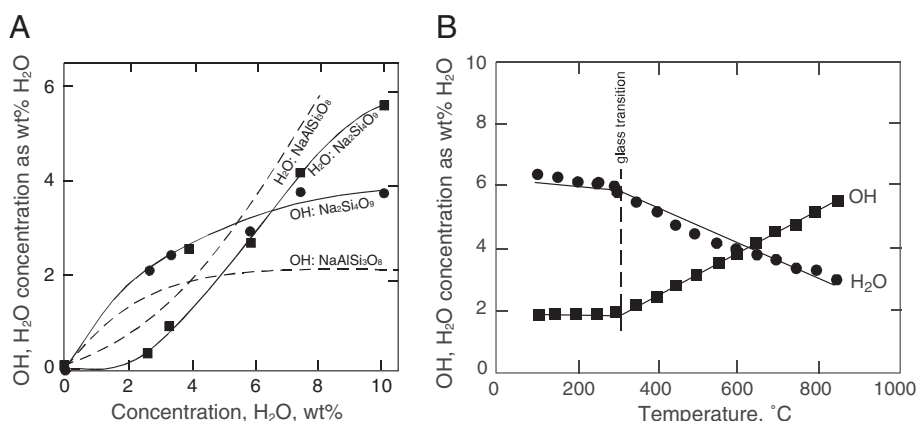 A
OH, H₂O concentration as wt% H₂O
6
4
2
0
0
2
4
6
8
10
Concentration, H₂O, wt%
H₂O: NaAlSi₃O₈
H₂O: Na₂Si₄O₉
OH: Na₂Si₄O₉
OH: NaAlSi₃O₈
B
OH, H₂O concentration as wt% H₂O
10
8
6
4
2
0
0
200
400
600
800
1000
Temperature, ˚C
glass transition
OH
H₂O